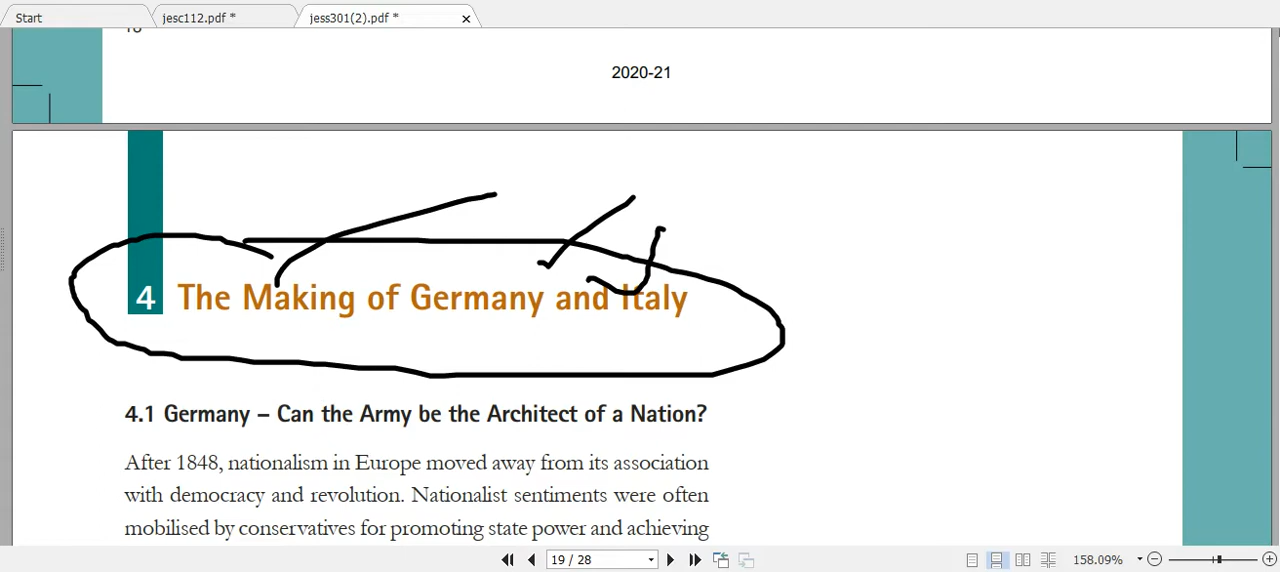 Start
jesc112.pdf *
jess301(2).pdf *
2020-21
4 The Making of Germany and Italy
4.1 Germany – Can the Army be the Architect of a Nation?
After 1848, nationalism in Europe moved away from its association
with democracy and revolution. Nationalist sentiments were often
mobilised by conservatives for promoting state power and achieving
19 / 28
158.09%